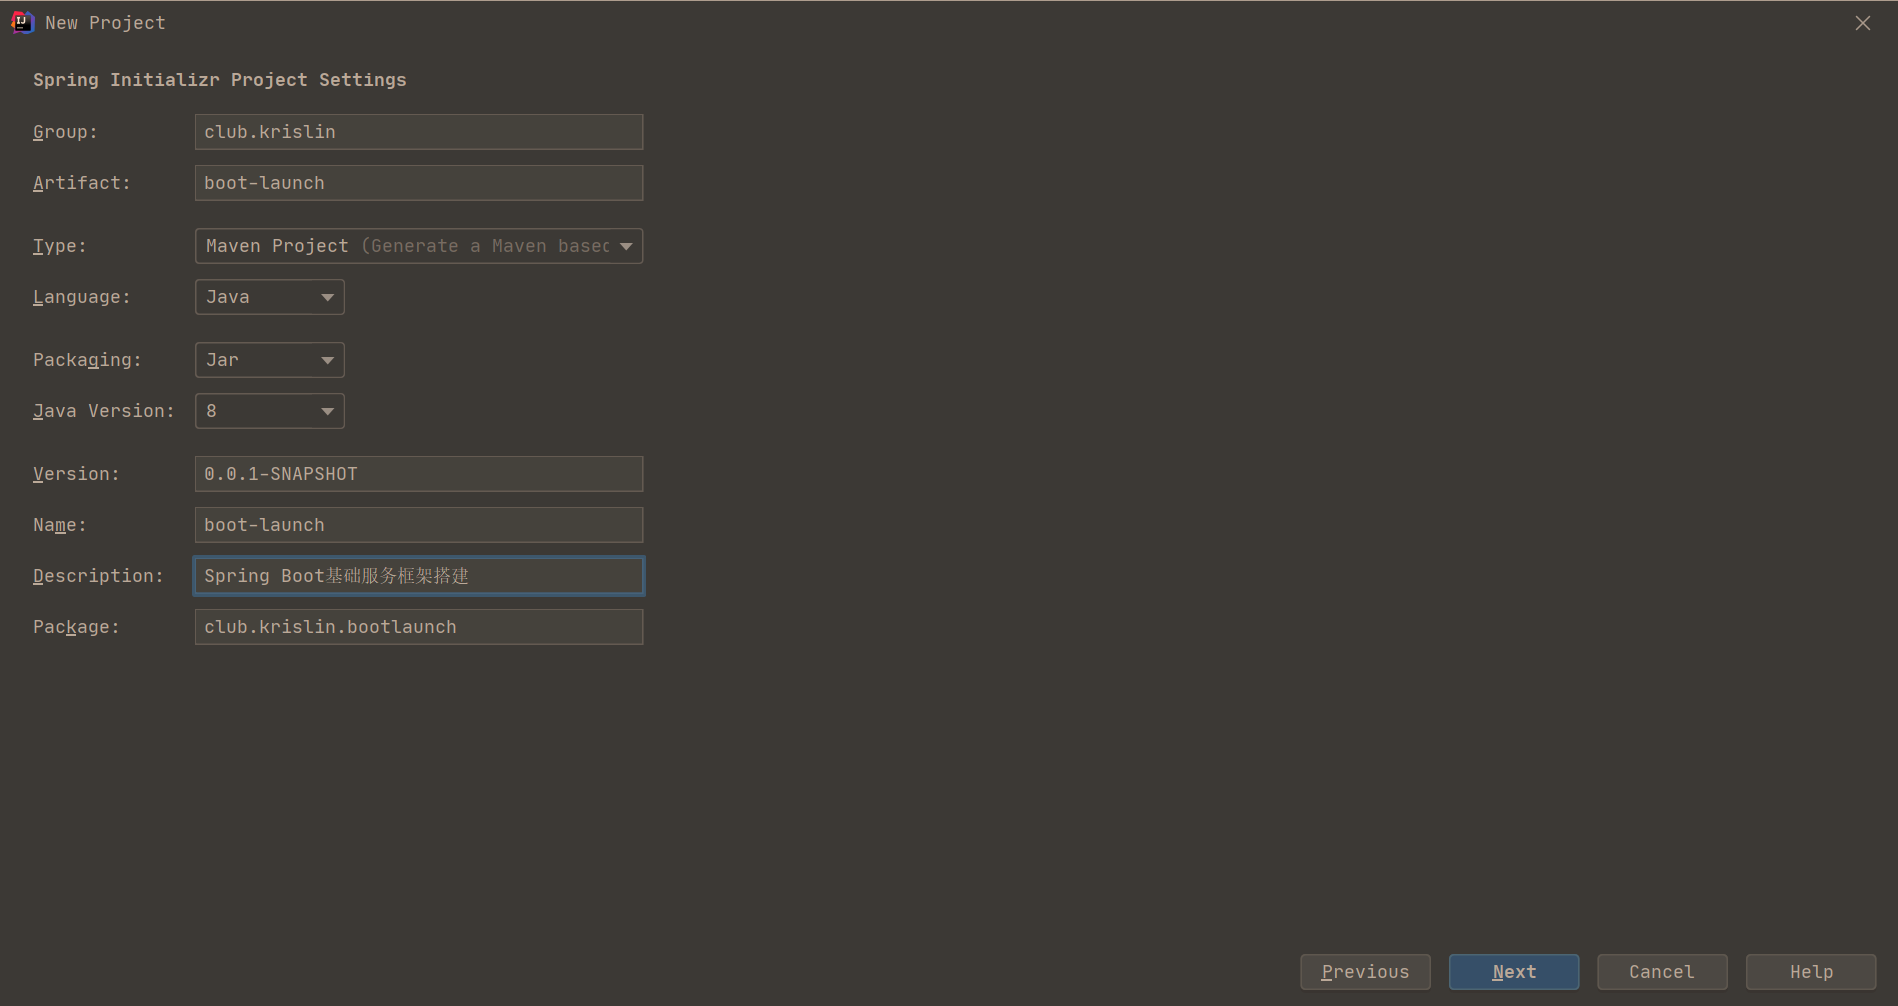 New Project
Spring Initializr Project Settings
Group: club.krislin
Artifact: boot-launch
Type: Maven Project (Generate a Maven based
Language: Java
Packaging: Jar
Java Version: 8
Version: 0.0.1-SNAPSHOT
Name: boot-launch
Description: Spring Boot基础服务框架搭建
Package: club.krislin.bootlaunch
Previous Next Cancel Help